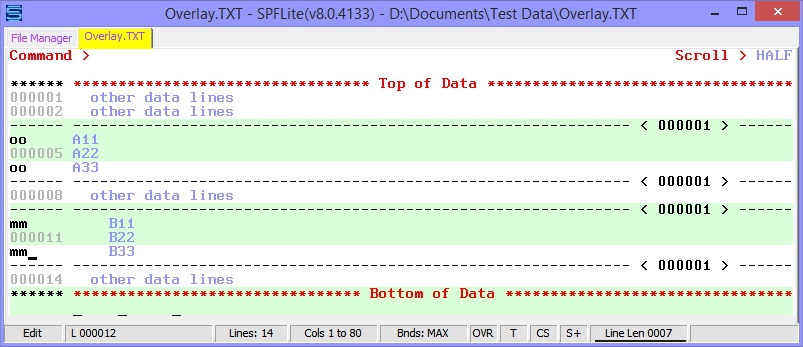 Overlay.TXT - SPFLite(v8.0.4133) - D:\Documents\Test Data\Overlay.TXT
File Manager Overlay.TXT
Command > Scroll > HALF
****** ********************************* Top of Data ***********************************
000001 other data lines
000002 other data lines
------ -------------------------------------------------------------- < 000001 > ------
oo A11
000005 A22
oo A33
------ -------------------------------------------------------------- < 000001 > ------
000008 other data lines
------ -------------------------------------------------------------- < 000001 > ------
mm B11
000011 B22
mm_ B33
------ -------------------------------------------------------------- < 000001 > ------
000014 other data lines
****** ******************************** Bottom of Data *********************************
Edit L 000012 Lines: 14 Cols 1 to 80 Bnds: MAX OVR T CS S+ Line Len 0007